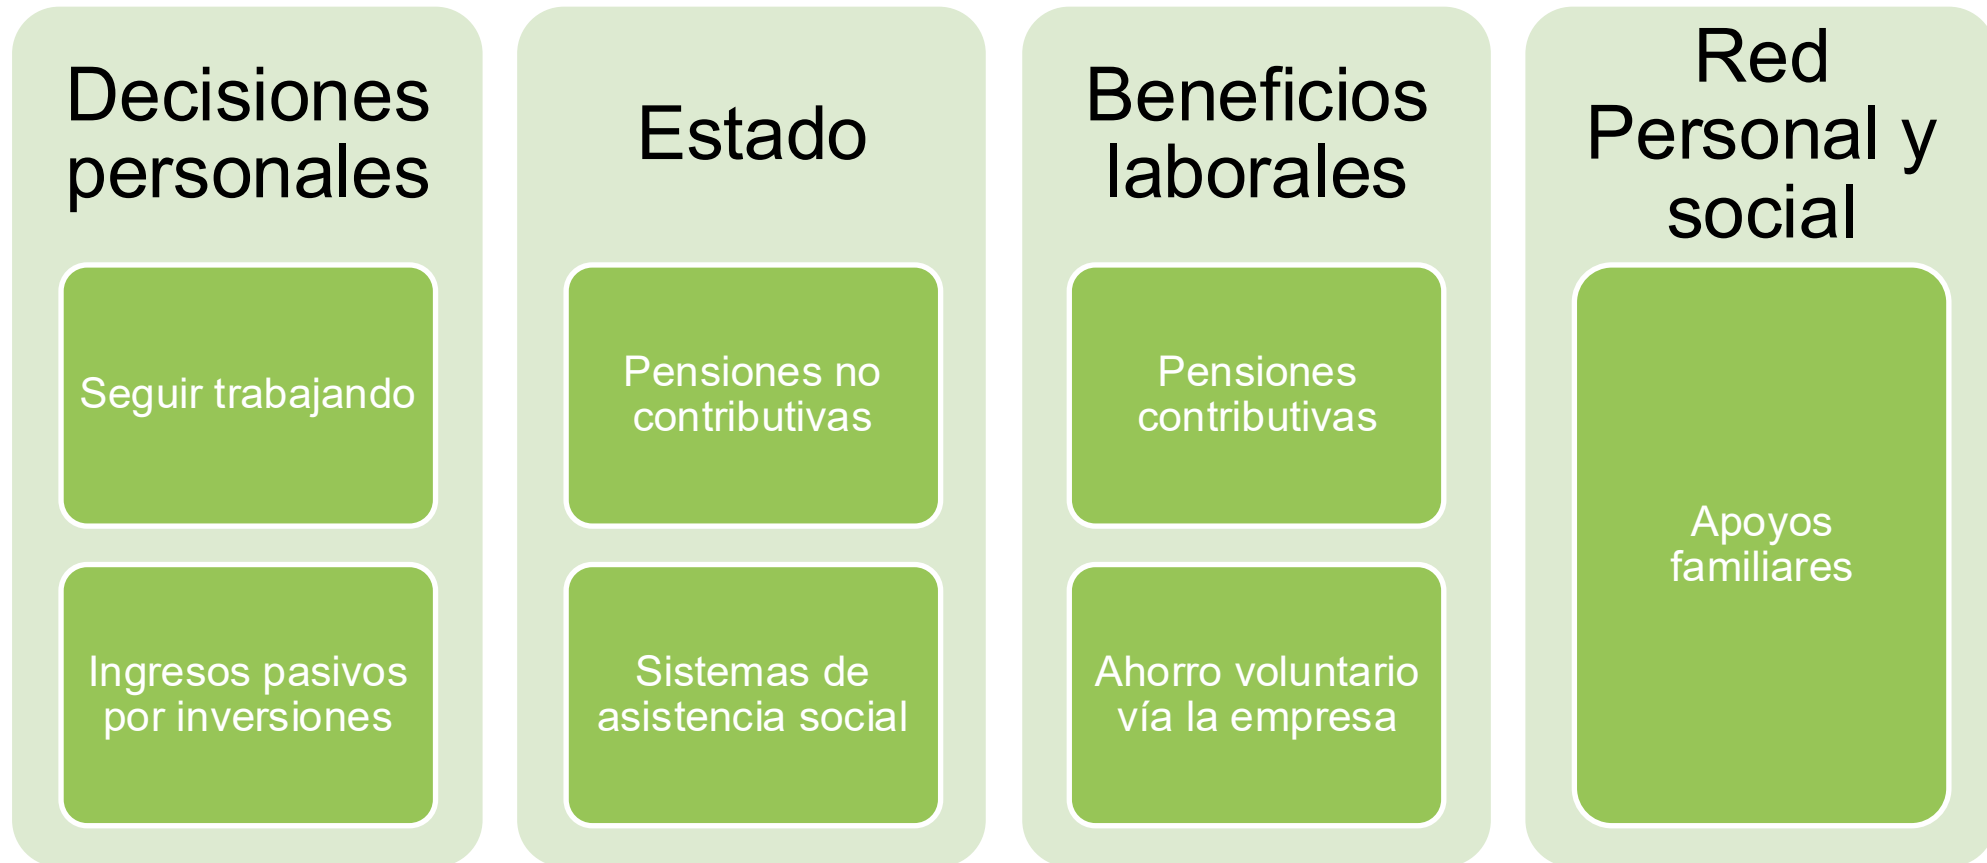 Decisiones
personales
Seguir trabajando
Ingresos pasivos
por inversiones
Estado
Pensiones no
contributivas
Sistemas de
asistencia social
Beneficios
laborales
Pensiones
contributivas
Ahorro voluntario
vía la empresa
Red
Personal y
social
Apoyos
familiares